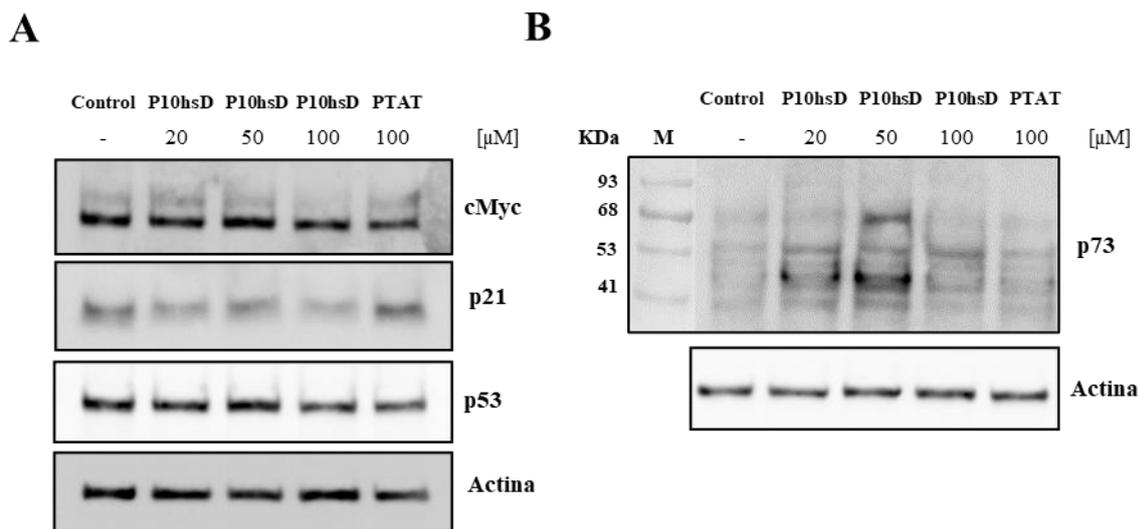 A
Control P10hsD P10hsD P10hsD PTAT
- 20 50 100 100 [µM]
cMyc
p21
p53
Actina
B
Control P10hsD P10hsD P10hsD PTAT
KDa M - 20 50 100 100 [µM]
93
68
53
41
p73
Actina